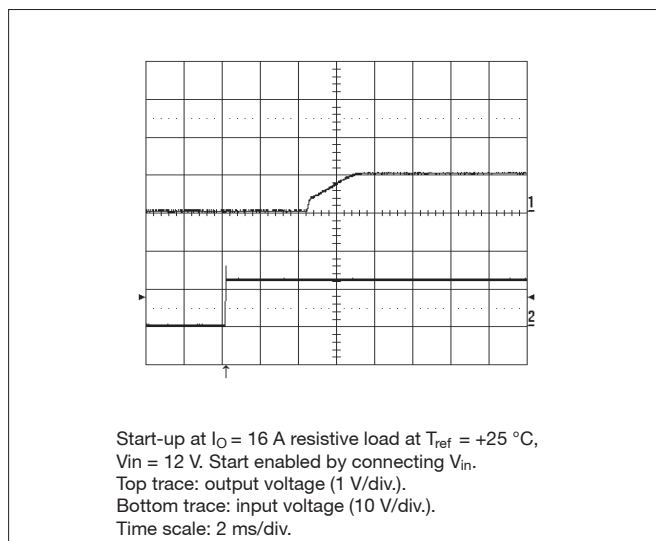 1
2
Start-up at IO = 16 A resistive load at Tref = +25 °C,
Vin = 12 V. Start enabled by connecting Vin.
Top trace: output voltage (1 V/div.).
Bottom trace: input voltage (10 V/div.).
Time scale: 2 ms/div.